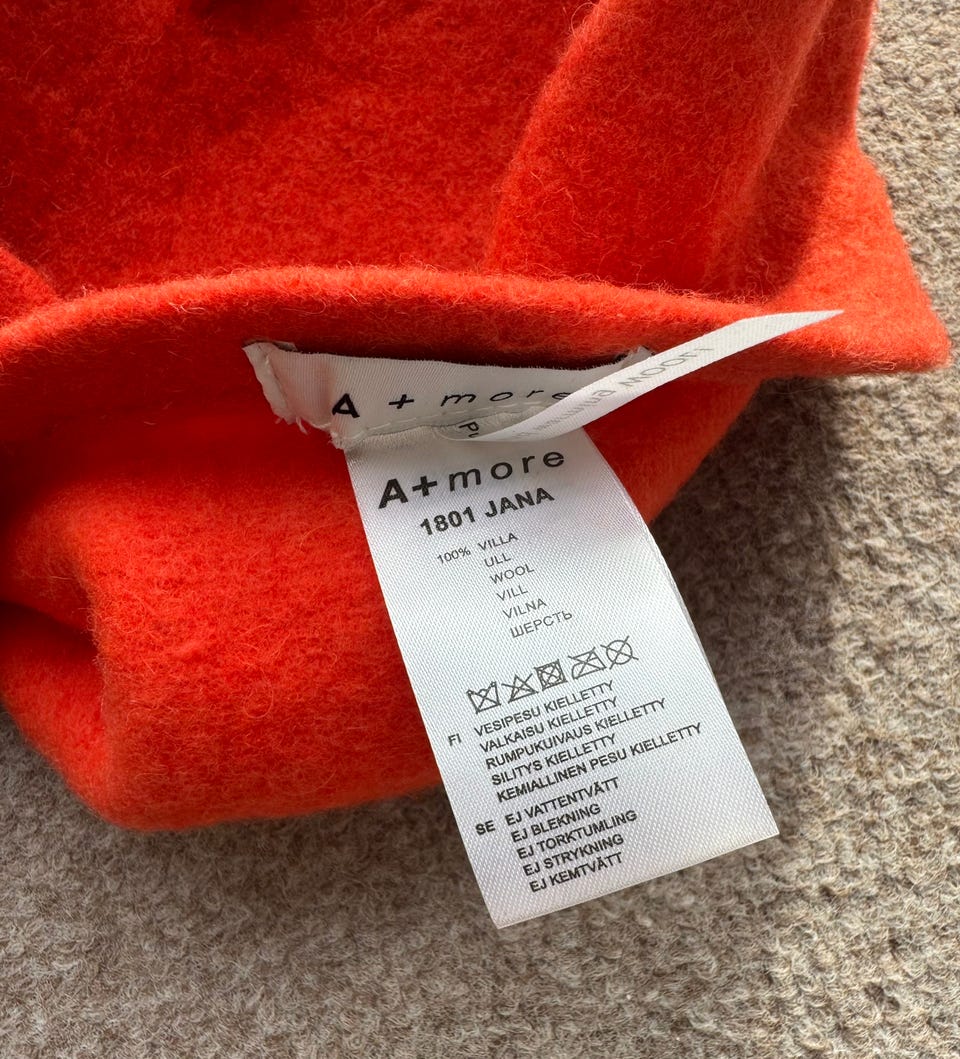 A + more
A+more
1801 JANA
100% VILLA
ULL
WOOL
VILL
VILNA
ШЕРСТЬ
FI VESIPESU KIELLETTY
VALKAISU KIELLETTY
RUMPUKUIVAUS KIELLETTY
SILITYS KIELLETTY
KEMIALLINEN PESU KIELLETTY
SE EJ VATTENTVÄTT
EJ BLEKNING
EJ TORKTUMLING
EJ STRYKNING
EJ KEMTVÄTT